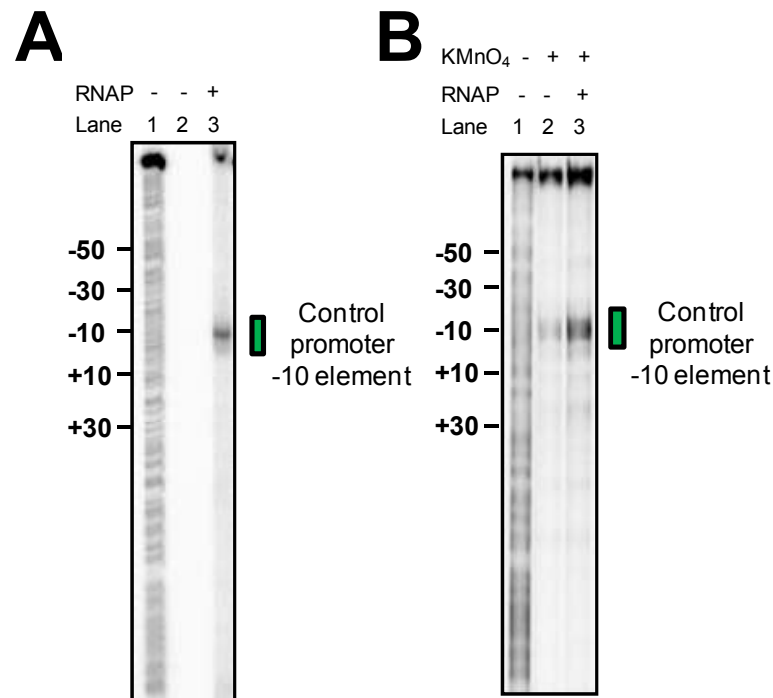 A
RNAP - - +
Lane 1 2 3
-50
-30
-10
+10
+30
Control
promoter
-10 element
B
KMnO₄ - + +
RNAP - - +
Lane 1 2 3
-50
-30
-10
+10
+30
Control
promoter
-10 element